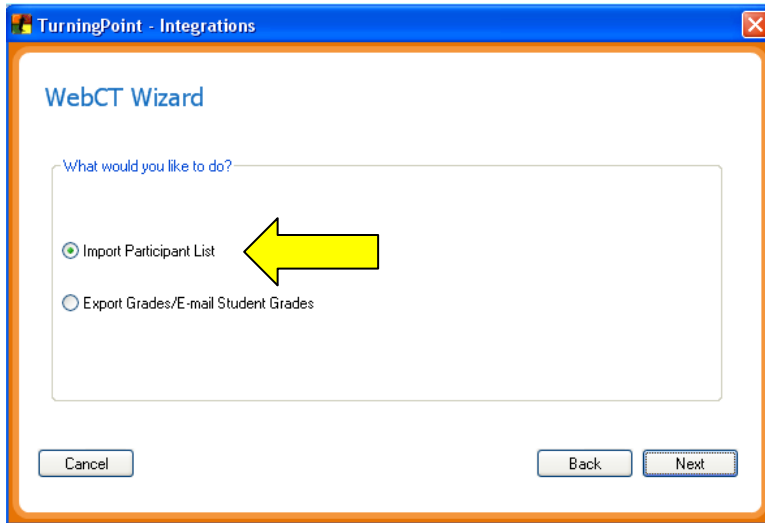 TurningPoint - Integrations
WebCT Wizard
What would you like to do?
Import Participant List
Export Grades/E-mail Student Grades
Cancel
Back
Next